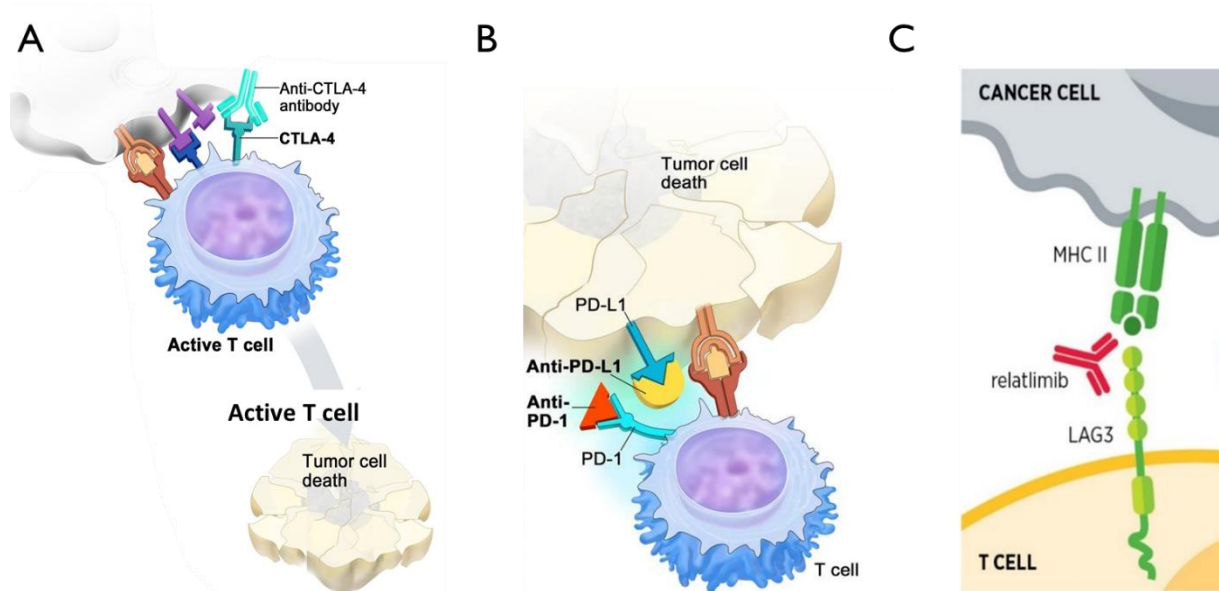 A
Anti-CTLA-4
antibody
CTLA-4
Active T cell
Active T cell
Tumor cell
death
B
Tumor cell
death
PD-L1
Anti-PD-L1
Anti-
PD-1
PD-1
T cell
C
CANCER CELL
MHC II
relatlimib
LAG3
T CELL